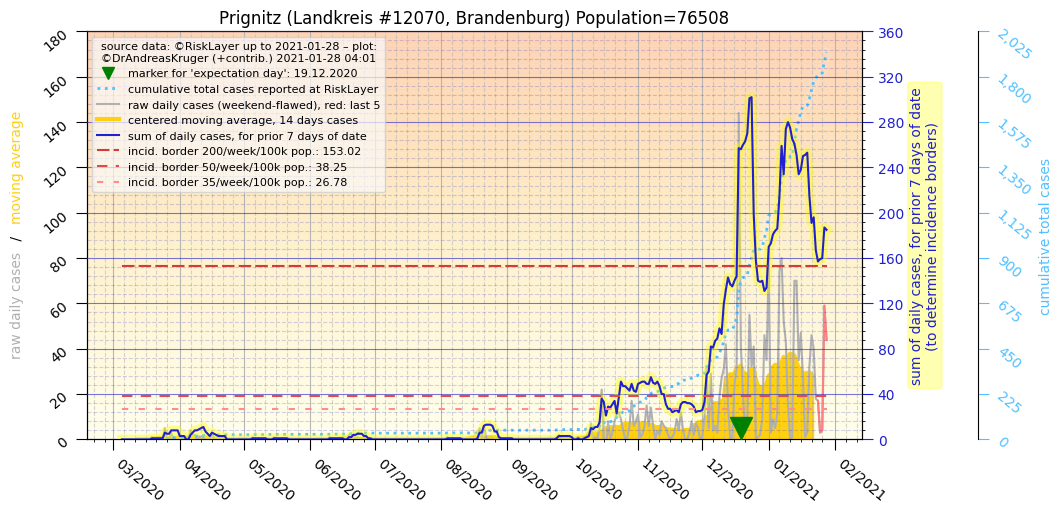 Prignitz (Landkreis #12070, Brandenburg) Population=76508
source data: ©RiskLayer up to 2021-01-28 – plot:
©DrAndreasKruger (+contrib.) 2021-01-28 04:01
marker for 'expectation day': 19.12.2020
cumulative total cases reported at RiskLayer
raw daily cases (weekend-flawed), red: last 5
centered moving average, 14 days cases
sum of daily cases, for prior 7 days of date
incid. border 200/week/100k pop.: 153.02
incid. border 50/week/100k pop.: 38.25
incid. border 35/week/100k pop.: 26.78
raw daily cases / moving average
180
160
140
120
100
80
60
40
20
0
03/2020
04/2020
05/2020
06/2020
07/2020
08/2020
09/2020
10/2020
11/2020
12/2020
01/2021
02/2021
360
320
280
240
200
160
120
80
40
0
sum of daily cases, for prior 7 days of date
(to determine incidence borders)
2,025
1,800
1,575
1,350
1,125
900
675
450
225
0
cumulative total cases